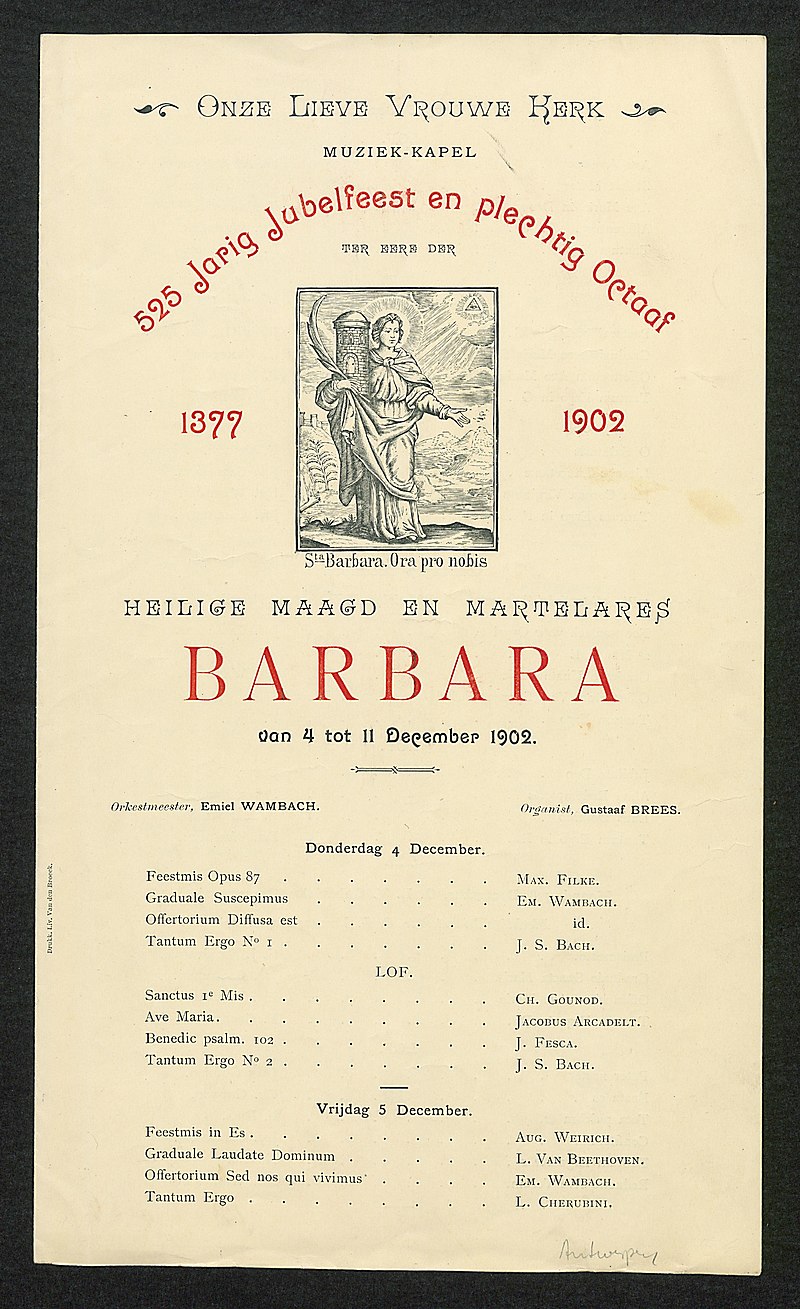 Onze Lieve Vrouwe Kerk
MUZIEK-KAPEL
525 Jarig Jubelfeest en plechtig Octaaf
TER EERE DER
1377
1902
Sta Barbara. Ora pro nobis
HEILIGE MAAGD EN MARTELARES
BARBARA
van 4 tot 11 December 1902.
Orkestmeester, Emiel WAMBACH.
Organist, Gustaaf BREES.
Donderdag 4 December.
Feestmis Opus 87 . . . . . . . Max. Filke.
Graduale Suscepimus . . . . . . Em. Wambach.
Offertorium Diffusa est . . . . . . id.
Tantum Ergo No 1 . . . . . . . J. S. Bach.
LOF.
Sanctus 1e Mis . . . . . . . . Ch. Gounod.
Ave Maria. . . . . . . . . Jacobus Arcadelt.
Benedic psalm. 102 . . . . . . . J. Fesca.
Tantum Ergo No 2 . . . . . . . J. S. Bach.
Vrijdag 5 December.
Feestmis in Es . . . . . . . . Aug. Weirich.
Graduale Laudate Dominum . . . . . L. Van Beethoven.
Offertorium Sed nos qui vivimus . . . . Em. Wambach.
Tantum Ergo . . . . . . . . L. Cherubini.
Drukk. Liv. Van den Broeck.
Antwerpen